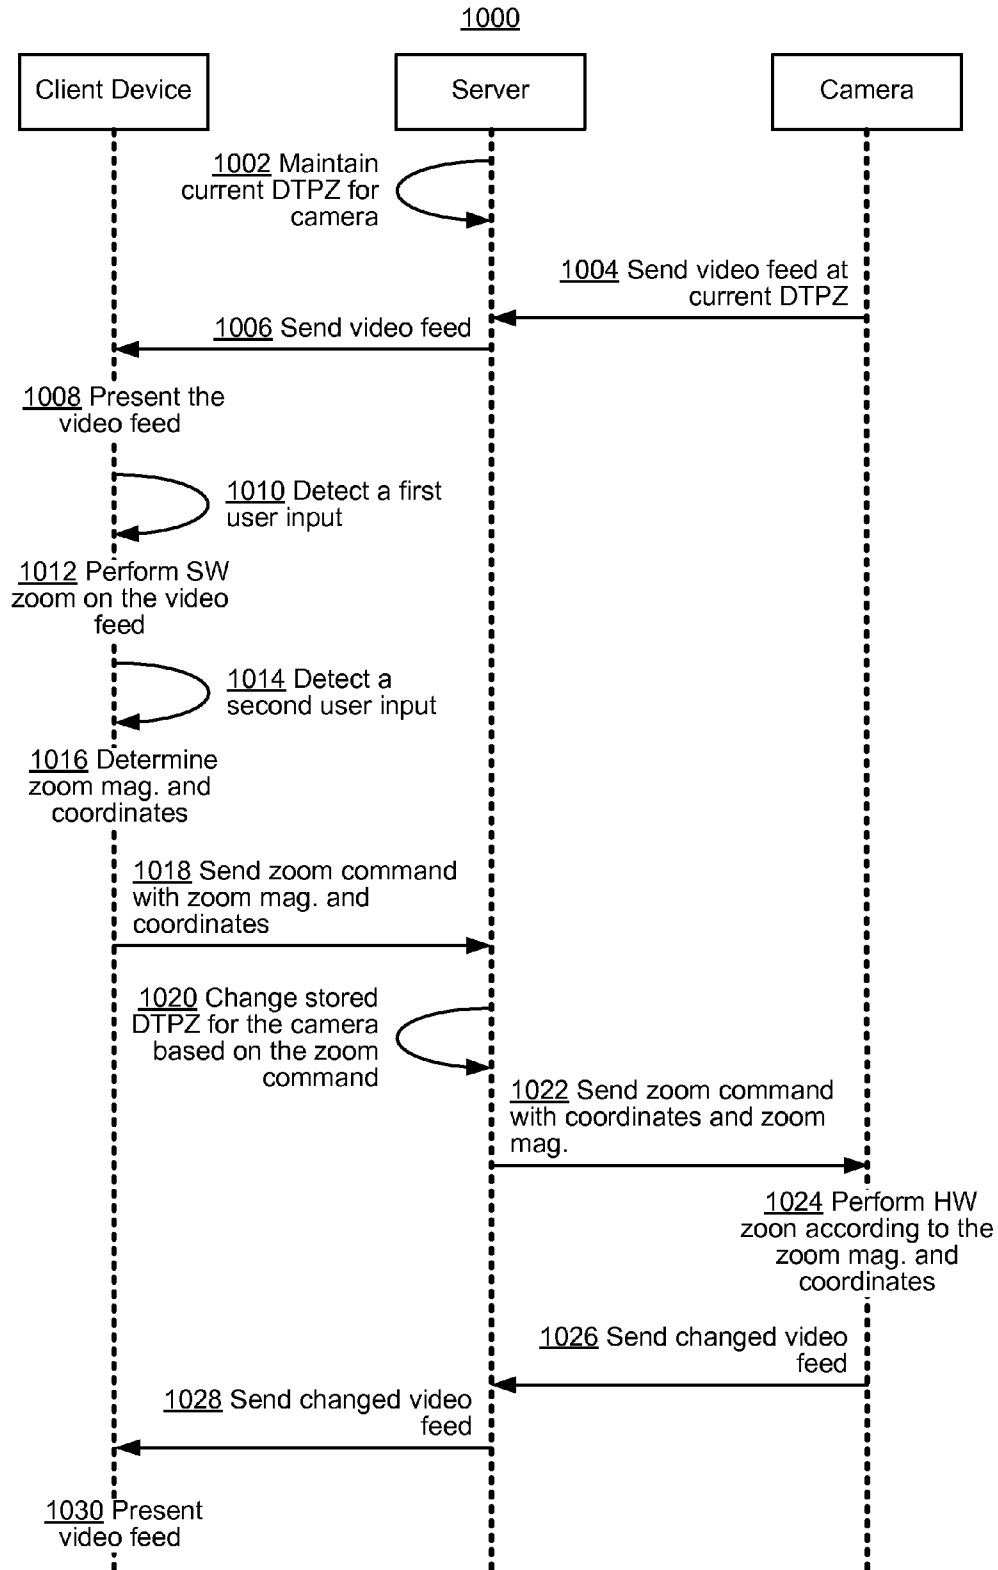 1000
Client Device
Server
Camera
1002 Maintain
current DTPZ for
camera
1004 Send video feed at
current DTPZ
1006 Send video feed
1008 Present the
video feed
1010 Detect a first
user input
1012 Perform SW
zoom on the video
feed
1014 Detect a
second user input
1016 Determine
zoom mag. and
coordinates
1018 Send zoom command
with zoom mag. and
coordinates
1020 Change stored
DTPZ for the camera
based on the zoom
command
1022 Send zoom command
with coordinates and zoom
mag.
1024 Perform HW
zoon according to the
zoom mag. and
coordinates
1026 Send changed video
feed
1028 Send changed video
feed
1030 Present
video feed